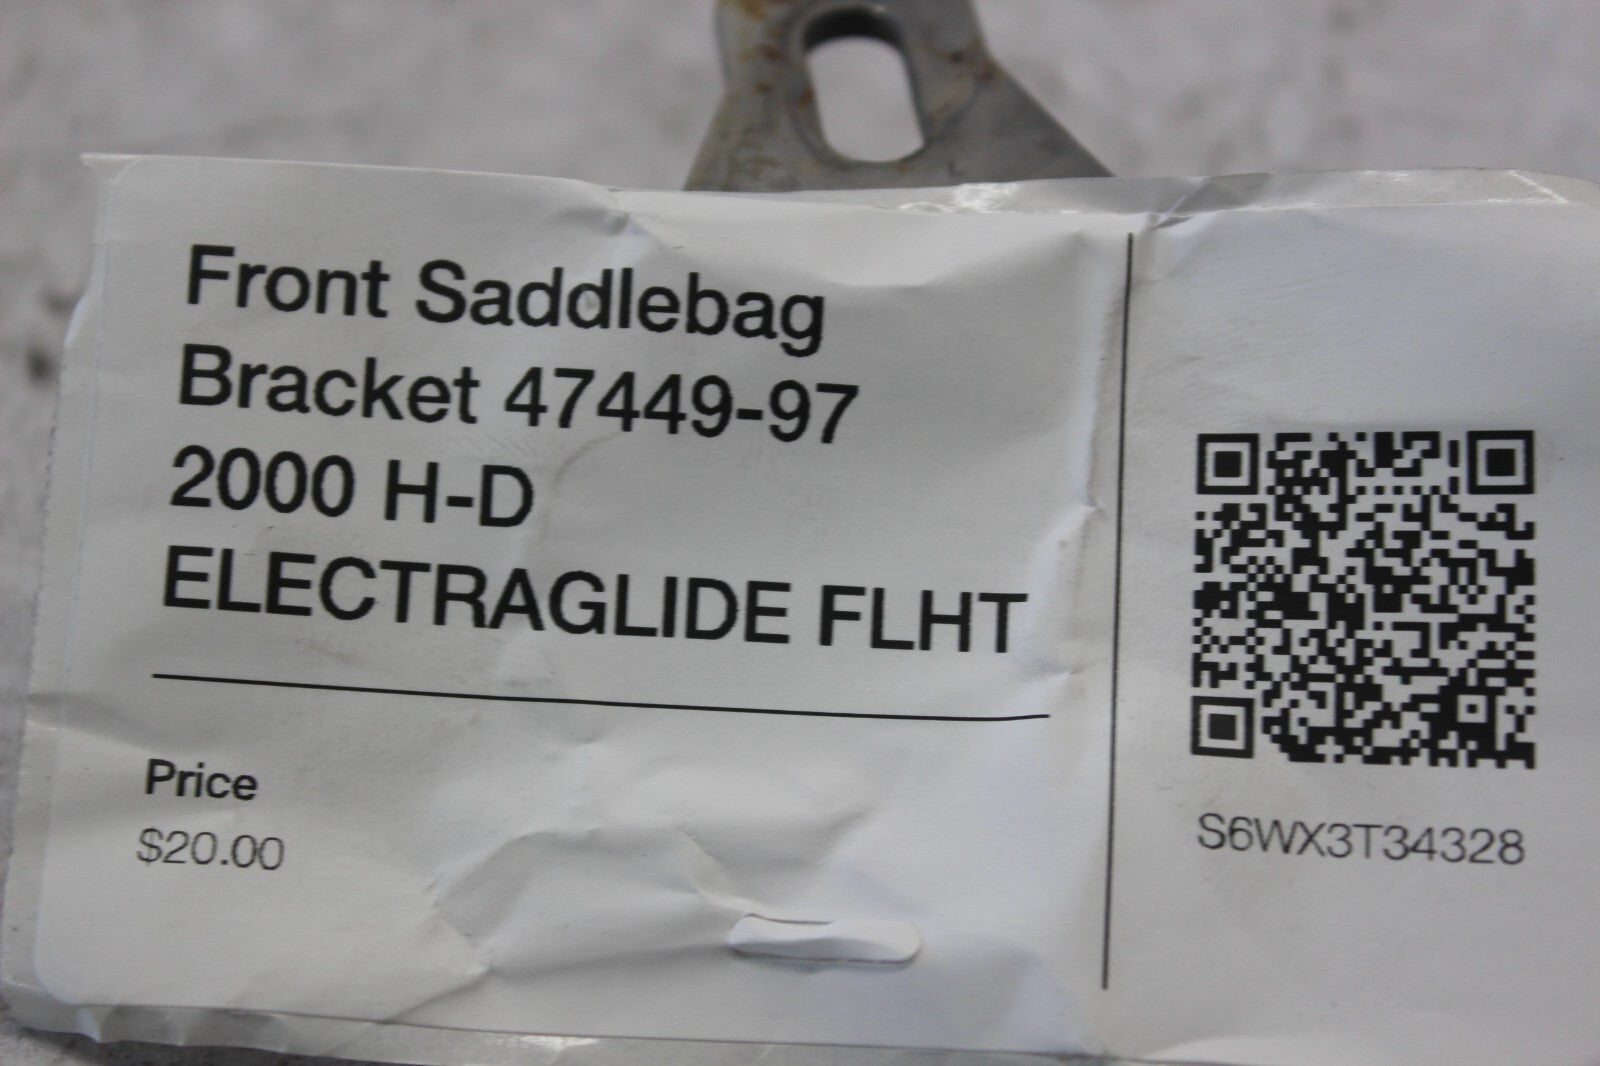 Front Saddlebag
Bracket 47449-97
2000 H-D
ELECTRAGLIDE FLHT
Price
$20.00
S6WX3T34328